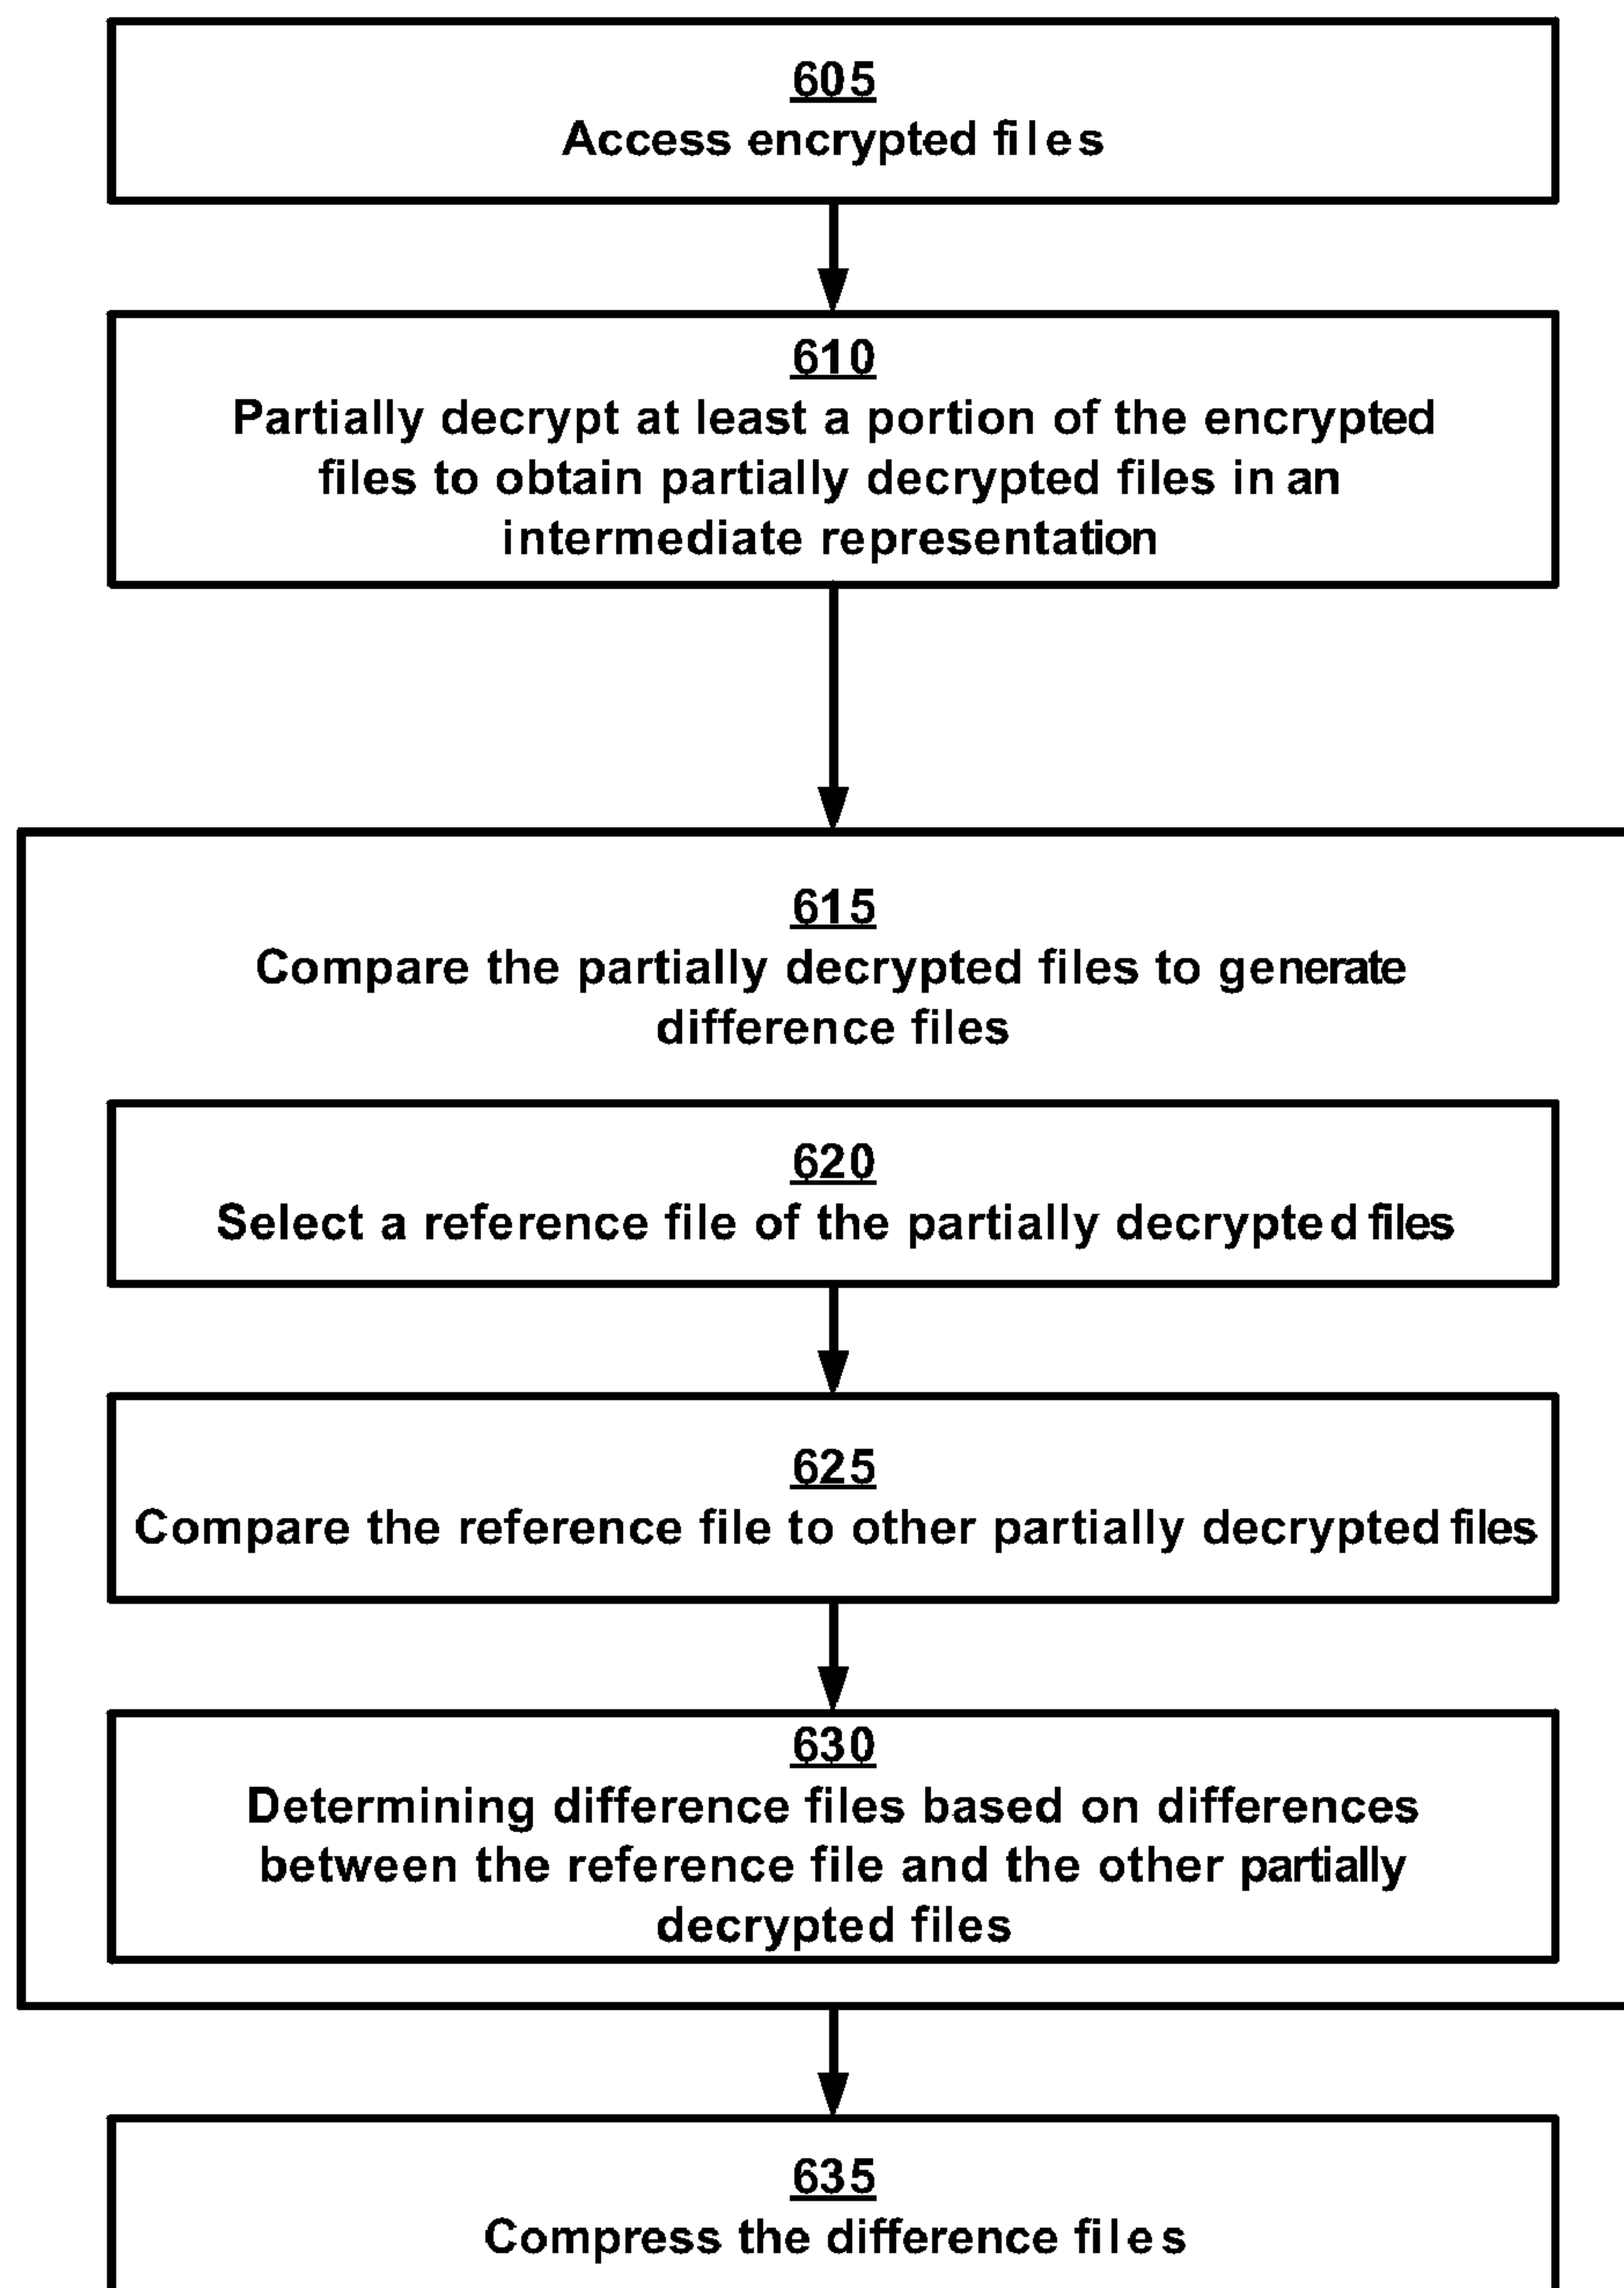 605
Access encrypted files
610
Partially decrypt at least a portion of the encrypted
files to obtain partially decrypted files in an
intermediate representation
615
Compare the partially decrypted files to generate
difference files
620
Select a reference file of the partially decrypted files
625
Compare the reference file to other partially decrypted files
630
Determining difference files based on differences
between the reference file and the other partially
decrypted files
635
Compress the difference files